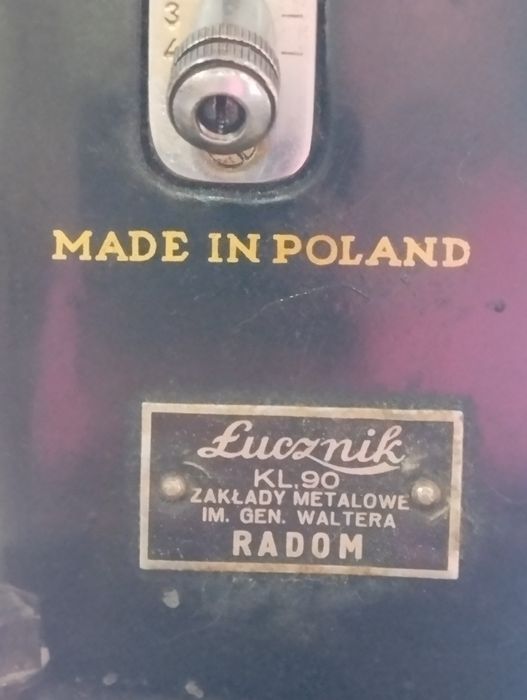 3
4
MADE IN POLAND
Łucznik
KL.90
ZAKŁADY METALOWE
IM. GEN. WALTERA
RADOM